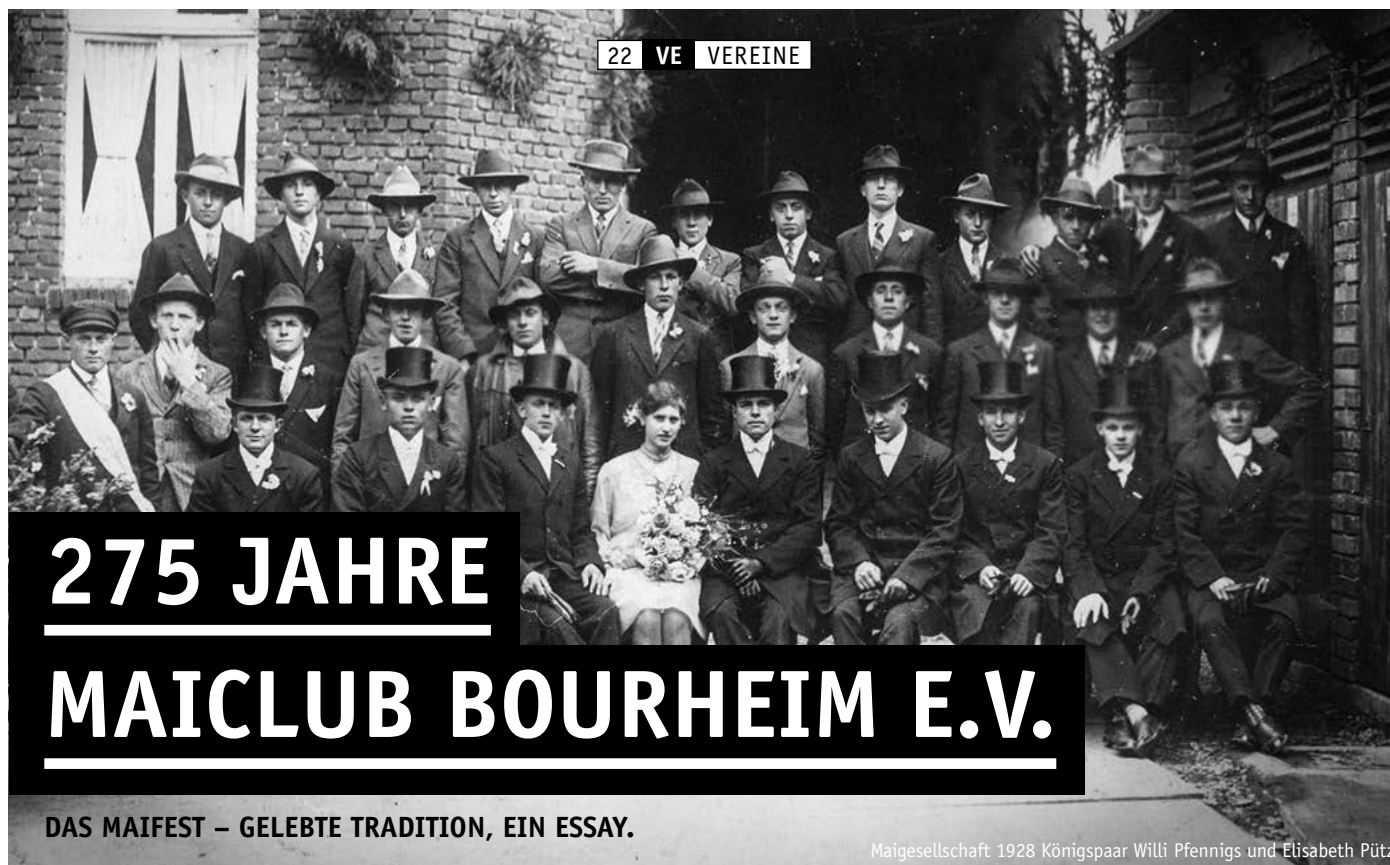 22 VE VEREINE
275 JAHRE
MAICLUB BOURHEIM E.V.
DAS MAIFEST – GELEBTE TRADITION, EIN ESSAY.
Maigesellschaft 1928 Königspaar Willi Pfennigs und Elisabeth Pütz